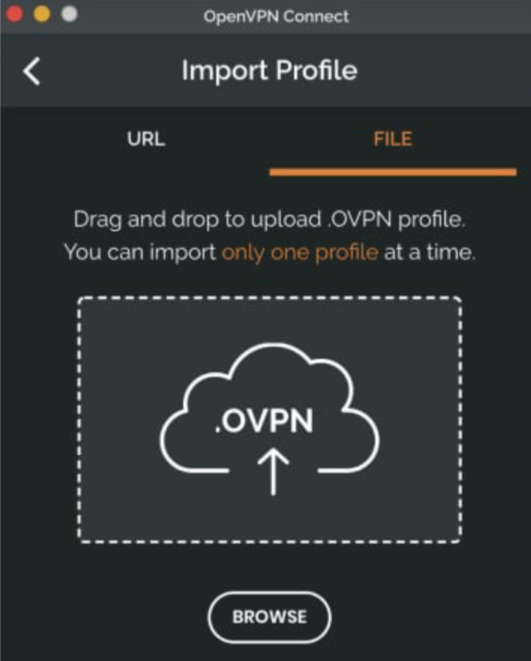 OpenVPN Connect
Import Profile
URL
FILE
Drag and drop to upload .OVPN profile.
You can import only one profile at a time.
.OVPN
BROWSE